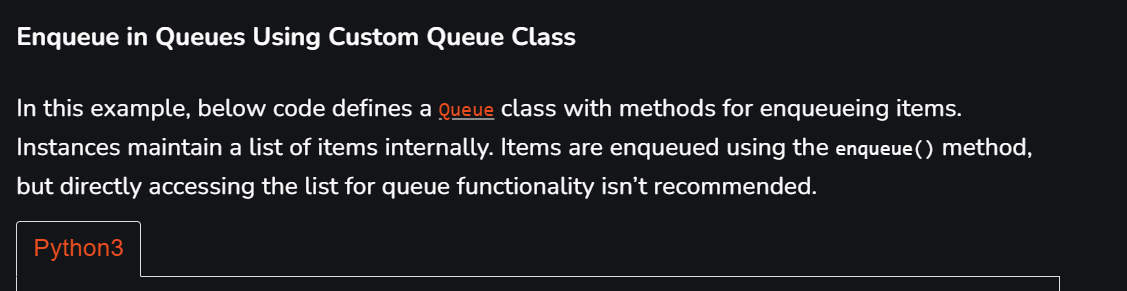 Enqueue in Queues Using Custom Queue Class
In this example, below code defines a Queue class with methods for enqueueing items.
Instances maintain a list of items internally. Items are enqueued using the enqueue() method,
but directly accessing the list for queue functionality isn’t recommended.
Python3